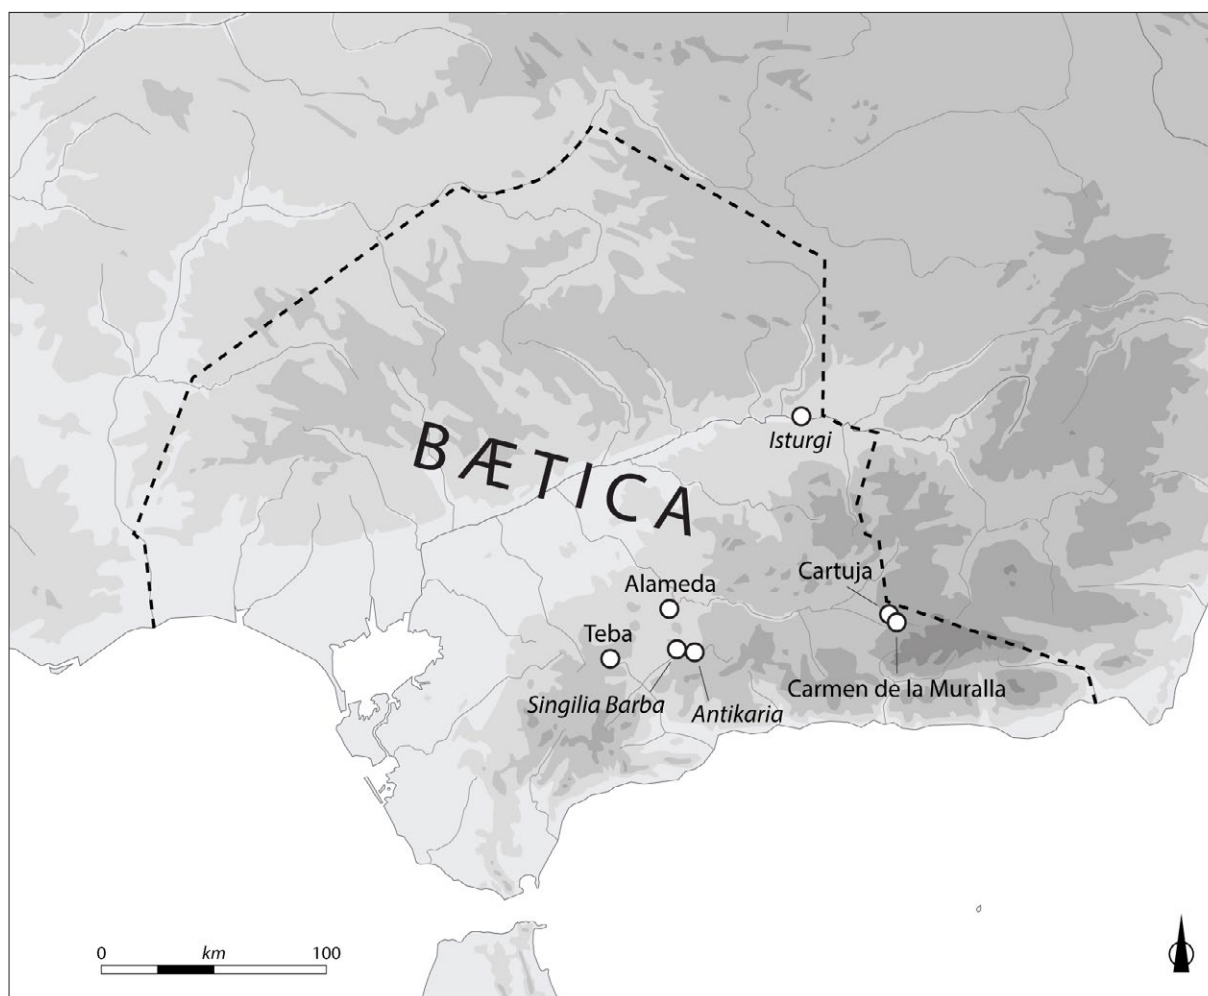 Isturgi
BÆTICA
Cartuja
Alameda
Teba
Carmen de la Muralla
Singilia Barba
Antikaria
0 km 100